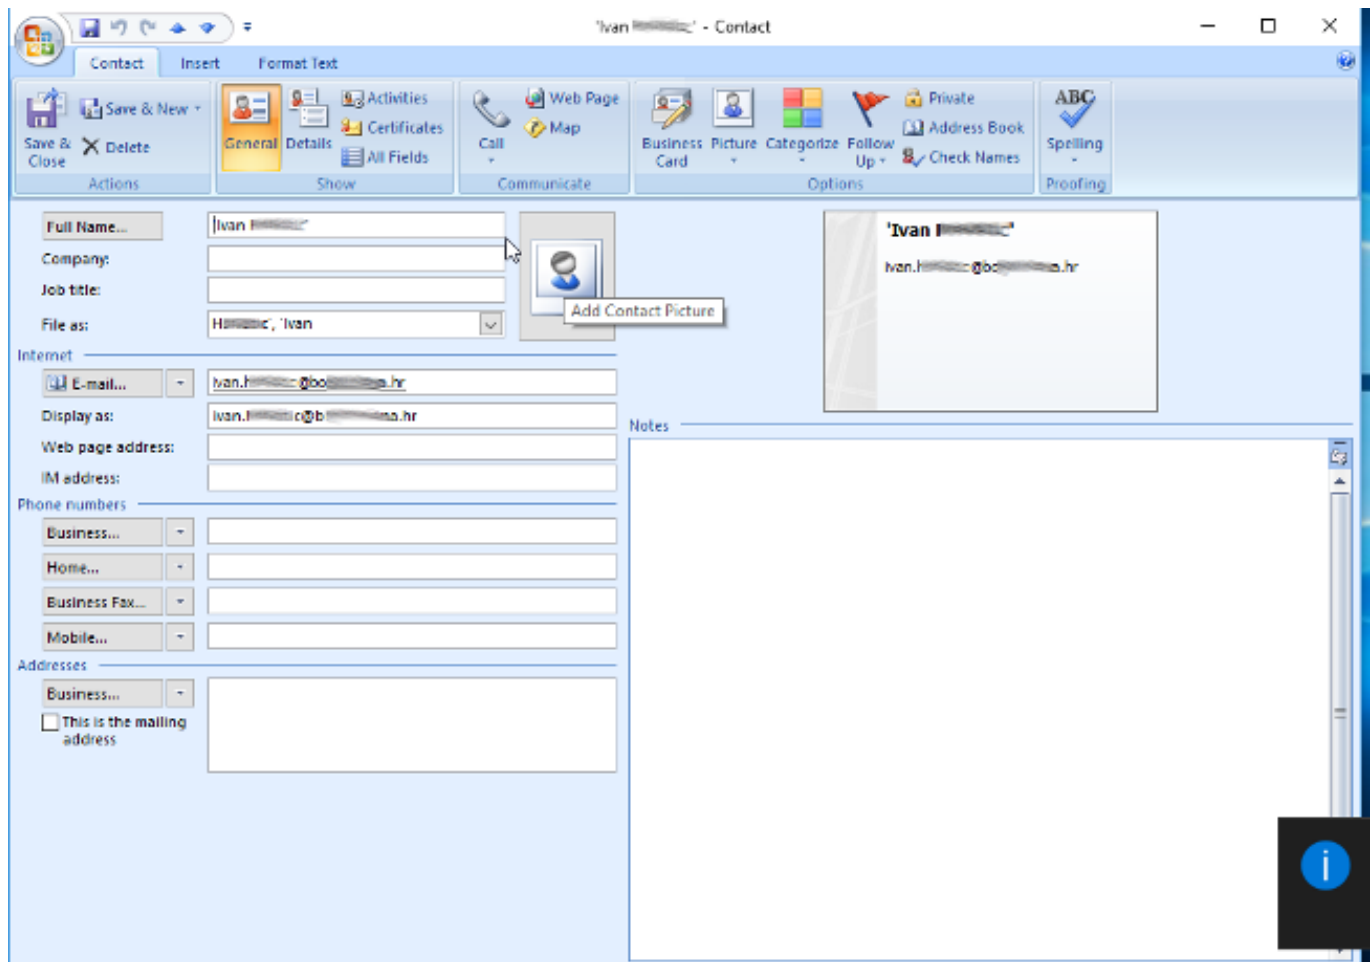 'Ivan - Contact
Contact Insert Format Text
Save & Close
Save & New
Delete
Actions
General
Details
Activities
Certificates
All Fields
Show
Call
Web Page
Map
Communicate
Business Card
Picture
Categorize
Follow Up
Private
Address Book
Check Names
Options
ABC
Spelling
Proofing
Full Name...
'Ivan
Company:
Job title:
File as:
'Ivan
Add Contact Picture
Internet
E-mail...
.hr
Display as:
.hr
Web page address:
IM address:
Phone numbers
Business...
Home...
Business Fax...
Mobile...
Addresses
Business...
This is the mailing
address
'Ivan
.hr
Notes